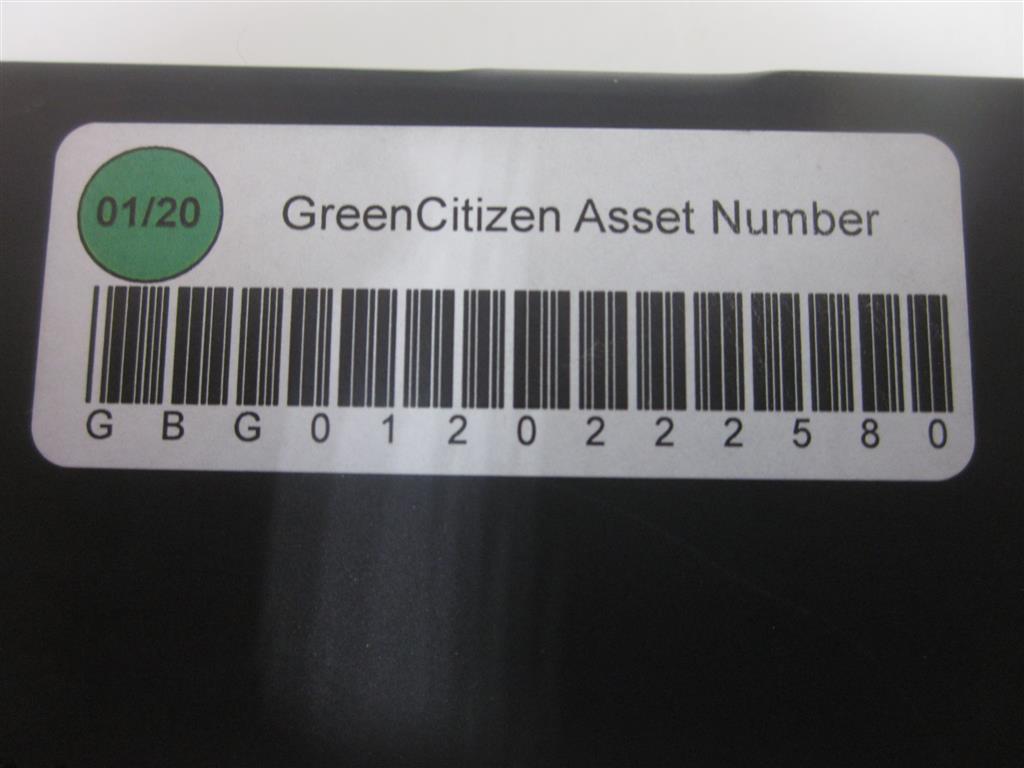 01/20 GreenCitizen Asset Number
G B G 0 1 2 0 2 2 2 5 8 0